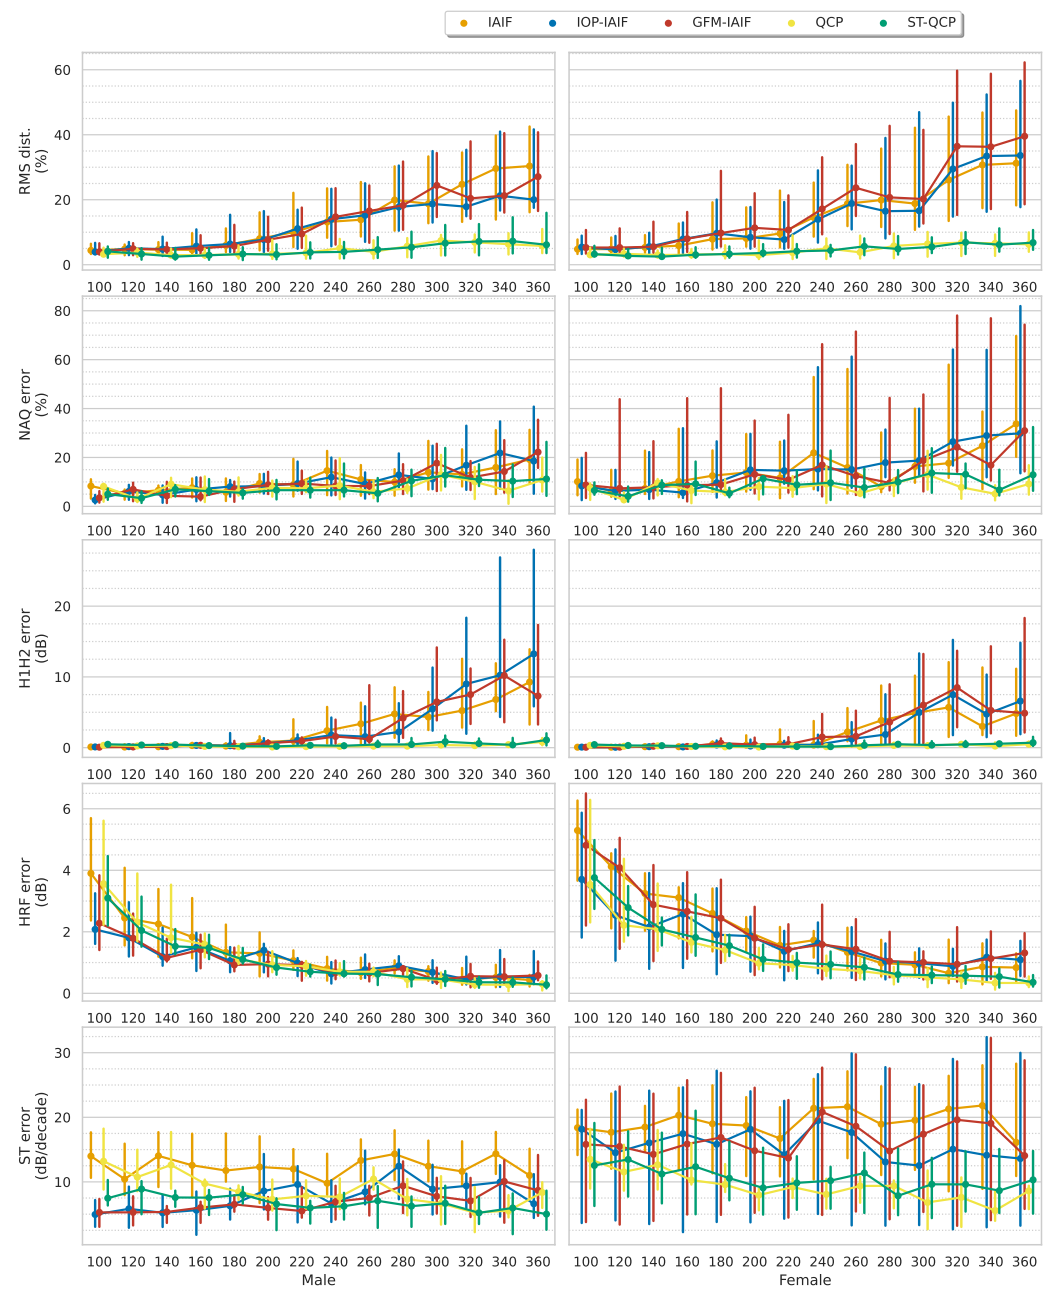 IAIF IOP-IAIF GFM-IAIF QCP ST-QCP
RMS dist.
(%)
60
40
20
0
100 120 140 160 180 200 220 240 260 280 300 320 340 360
100 120 140 160 180 200 220 240 260 280 300 320 340 360
NAQ error
(%)
80
60
40
20
0
100 120 140 160 180 200 220 240 260 280 300 320 340 360
100 120 140 160 180 200 220 240 260 280 300 320 340 360
H1H2 error
(dB)
20
10
0
100 120 140 160 180 200 220 240 260 280 300 320 340 360
100 120 140 160 180 200 220 240 260 280 300 320 340 360
HRF error
(dB)
6
4
2
0
100 120 140 160 180 200 220 240 260 280 300 320 340 360
100 120 140 160 180 200 220 240 260 280 300 320 340 360
ST error
(dB/decade)
30
20
10
100 120 140 160 180 200 220 240 260 280 300 320 340 360
100 120 140 160 180 200 220 240 260 280 300 320 340 360
Male
Female